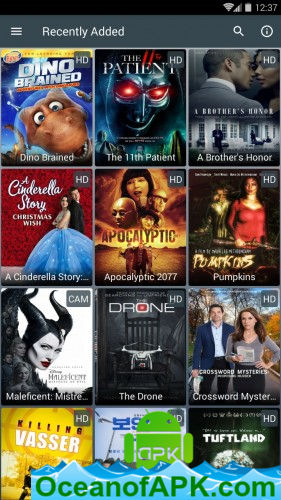 12:37
Recently Added
DINO
BRAINED
HD
Dino Brained
THE 11
PATIENT
HD
The 11th Patient
HD
A BROTHER'S HONOR
A Brother's Honor
A
Cinderella
Story
CHRISTMAS
WISH
HD
A Cinderella Story:...
HD
APOCALYPTIC
Apocalyptic 2077
HD
PUMPKINS
Pumpkins
CAM
DISNEY
MALEFICENT
Maleficent: Mistre...
HD
DRONE
The Drone
HD
CROSSWORD MYSTERIES
Crossword Myster...
HD
KILLING
VASSER
HD
HD
TUFTLAND
apk
OceanofAPK.com